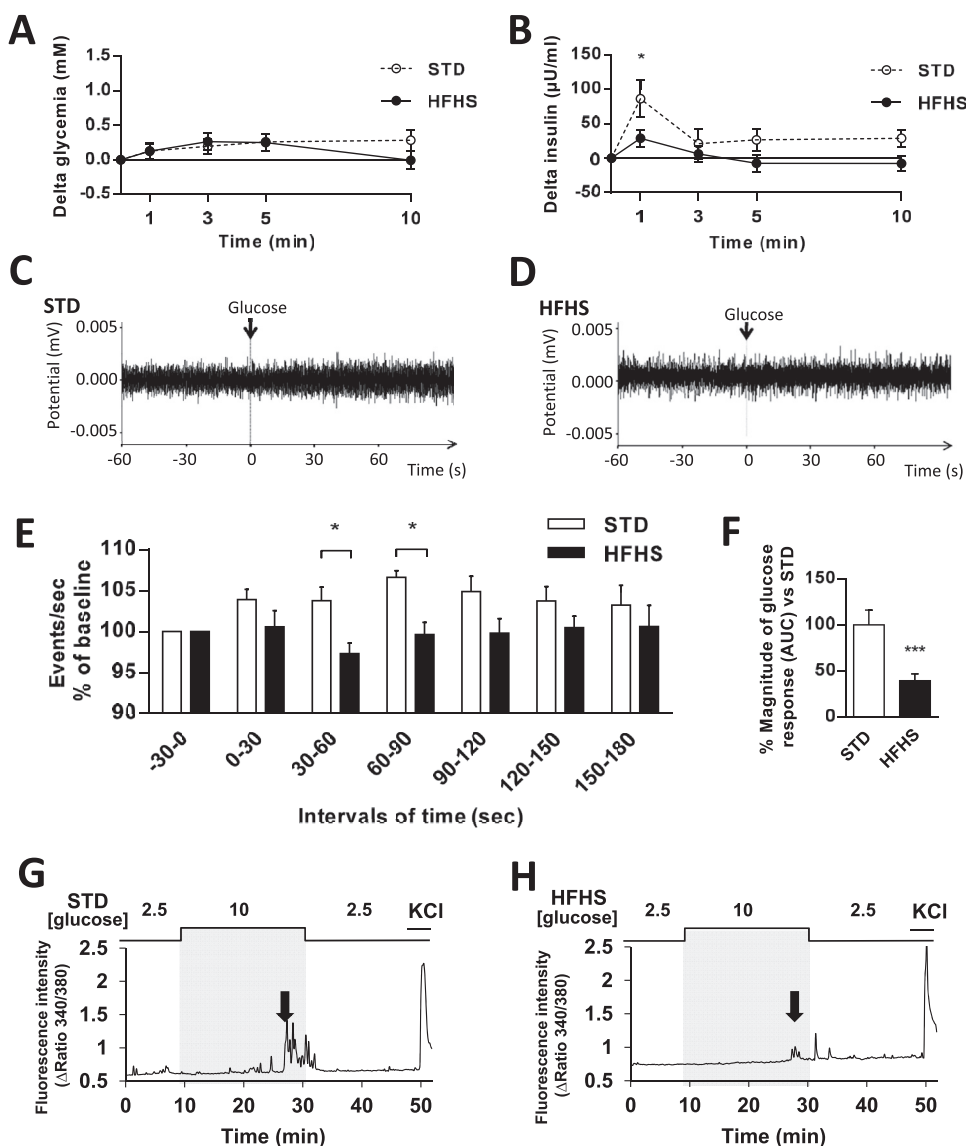 A
Delta glycemia (mM)
1.5
1.0
0.5
0.0
-0.5
1 3 5 10
Time (min)
STD
HFHS
B
Delta insulin (µU/ml)
150
100
50
0
-50
*
1 3 5 10
Time (min)
STD
HFHS
C
STD
Glucose
Potential (mV)
0.005
0.000
-0.005
-60 -30 0 30 60
Time (s)
D
HFHS
Glucose
Potential (mV)
0.005
0.000
-0.005
-60 -30 0 30 60
Time (s)
E
Events/sec
% of baseline
110
105
100
95
90
* *
STD
HFHS
-30-0 0-30 30-60 60-90 90-120 120-150 150-180
Intervals of time (sec)
F
% Magnitude of glucose
response (AUC) vs STD
150
100
50
0
***
STD HFHS
G
STD
[glucose]
2.5 10 2.5 KCl
Fluorescence intensity
(ΔRatio 340/380)
2.5
2
1.5
1
0.5
0 10 20 30 40 50
Time (min)
H
HFHS
[glucose]
2.5 10 2.5 KCl
Fluorescence intensity
(ΔRatio 340/380)
2.5
2
1.5
1
0.5
0 10 20 30 40 50
Time (min)